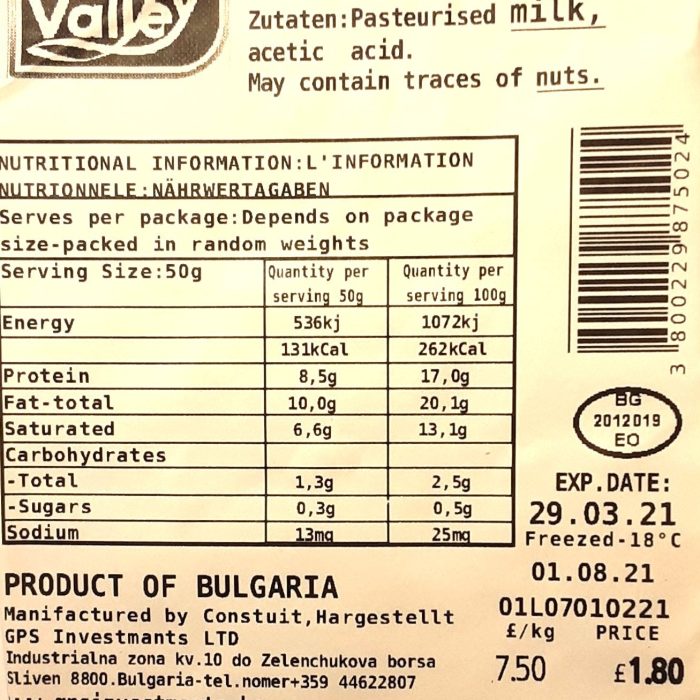 Valley
Zutaten:Pasteurised milk,
acetic acid.
May contain traces of nuts.
NUTRITIONAL INFORMATION:L'INFORMATION
NUTRIONNELE:NÄHRWERTAGABEN
Serves per package:Depends on package
size-packed in random weights
Serving Size:50g
Quantity per
serving 50g
Quantity per
serving 100g
Energy 536kj 1072kj
131kCal 262kCal
Protein 8,5g 17,0g
Fat-total 10,0g 20,1g
Saturated 6,6g 13,1g
Carbohydrates
-Total 1,3g 2,5g
-Sugars 0,3g 0,5g
Sodium 13mg 25mg
3 800229 875024
BG
2012019
EO
EXP.DATE:
29.03.21
Freezed-18°C
01.08.21
01L07010221
£/kg PRICE
7.50 £1.80
PRODUCT OF BULGARIA
Manifactured by Constuit,Hargestellt
GPS Investmants LTD
Industrialna zona kv.10 do Zelenchukova borsa
Sliven 8800.Bulgaria-tel.nomer+359 44622807